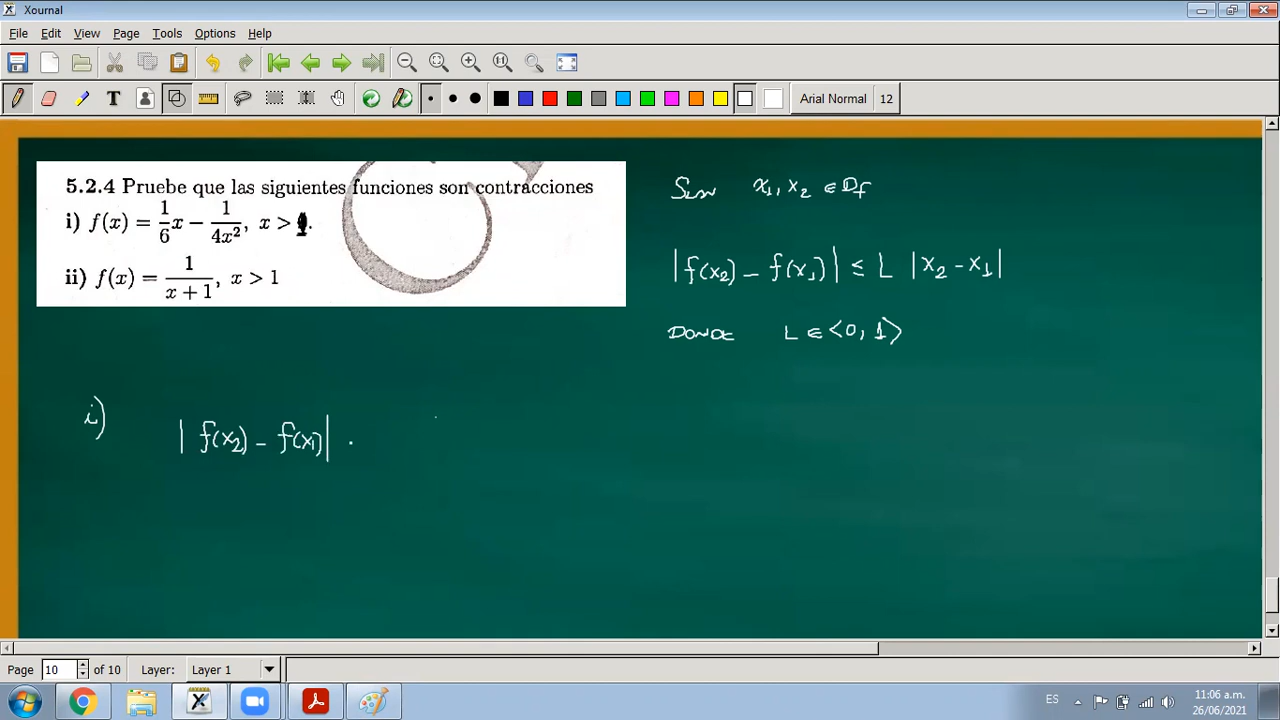 Xournal
File Edit View Page Tools Options Help
Arial Normal 12
5.2.4 Pruebe que las siguientes funciones son contracciones
i) f(x) = 1/6 x − 1/4x², x > .
ii) f(x) = 1/x + 1, x > 1
x₁, x₂ ∈ Df
|f(x₂) − f(x₁)| ≤ L |x₂ − x₁|
Donde L ∈ <0, 1>
i) |f(x₂) − f(x₁)|
Page 10 of 10 Layer: Layer 1
ES 11:06 a.m.
26/06/2021